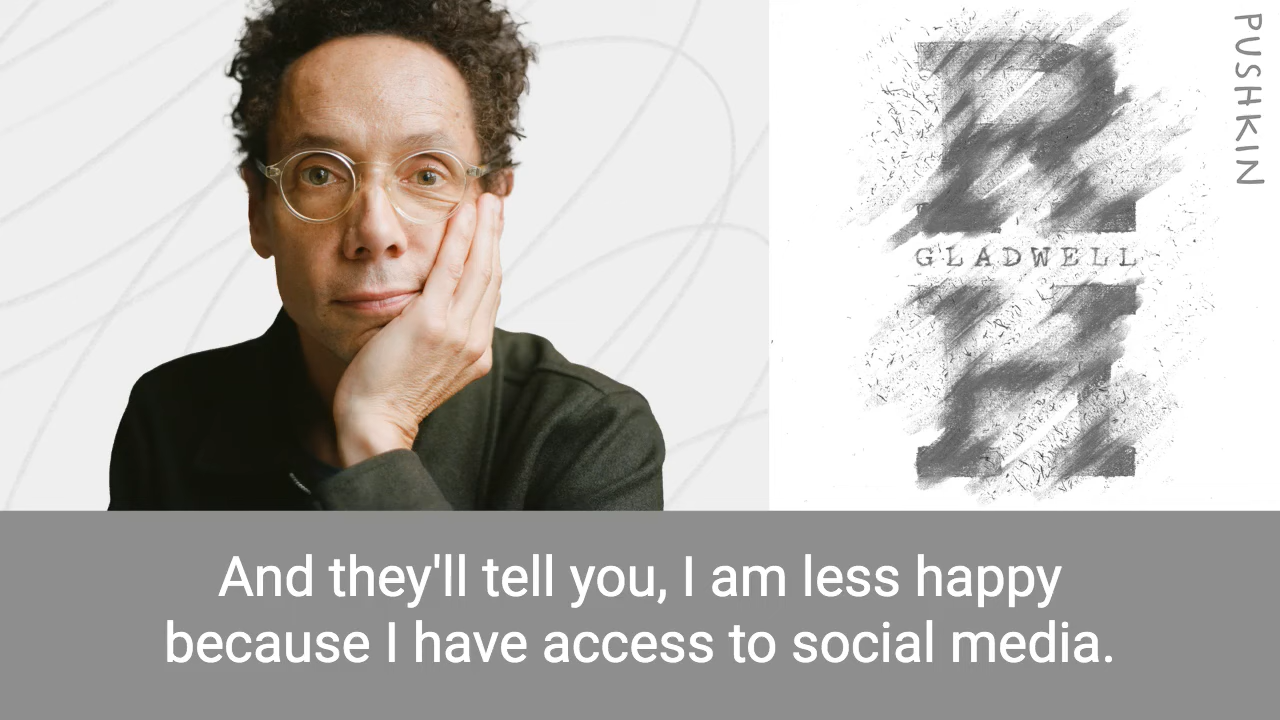 PUSHKIN
R
GLADWELL
H
And they'll tell you, I am less happy
because I have access to social media.